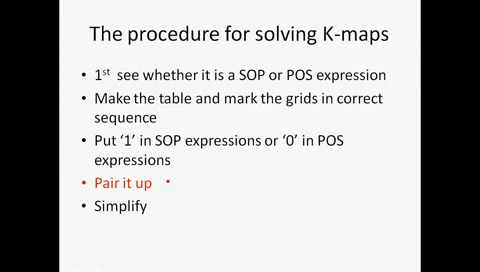 The procedure for solving K-maps
• 1st see whether it is a SOP or POS expression
• Make the table and mark the grids in correct
sequence
• Put ‘1’ in SOP expressions or ‘0’ in POS
expressions
• Pair it up
• Simplify